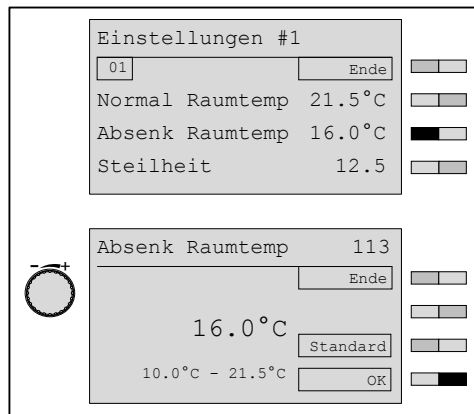 Einstellungen #1
01 Ende
Normal Raumtemp 21.5°C
Absenk Raumtemp 16.0°C
Steilheit 12.5
Absenk Raumtemp 113
Ende
- +
16.0°C
Standard
10.0°C - 21.5°C OK